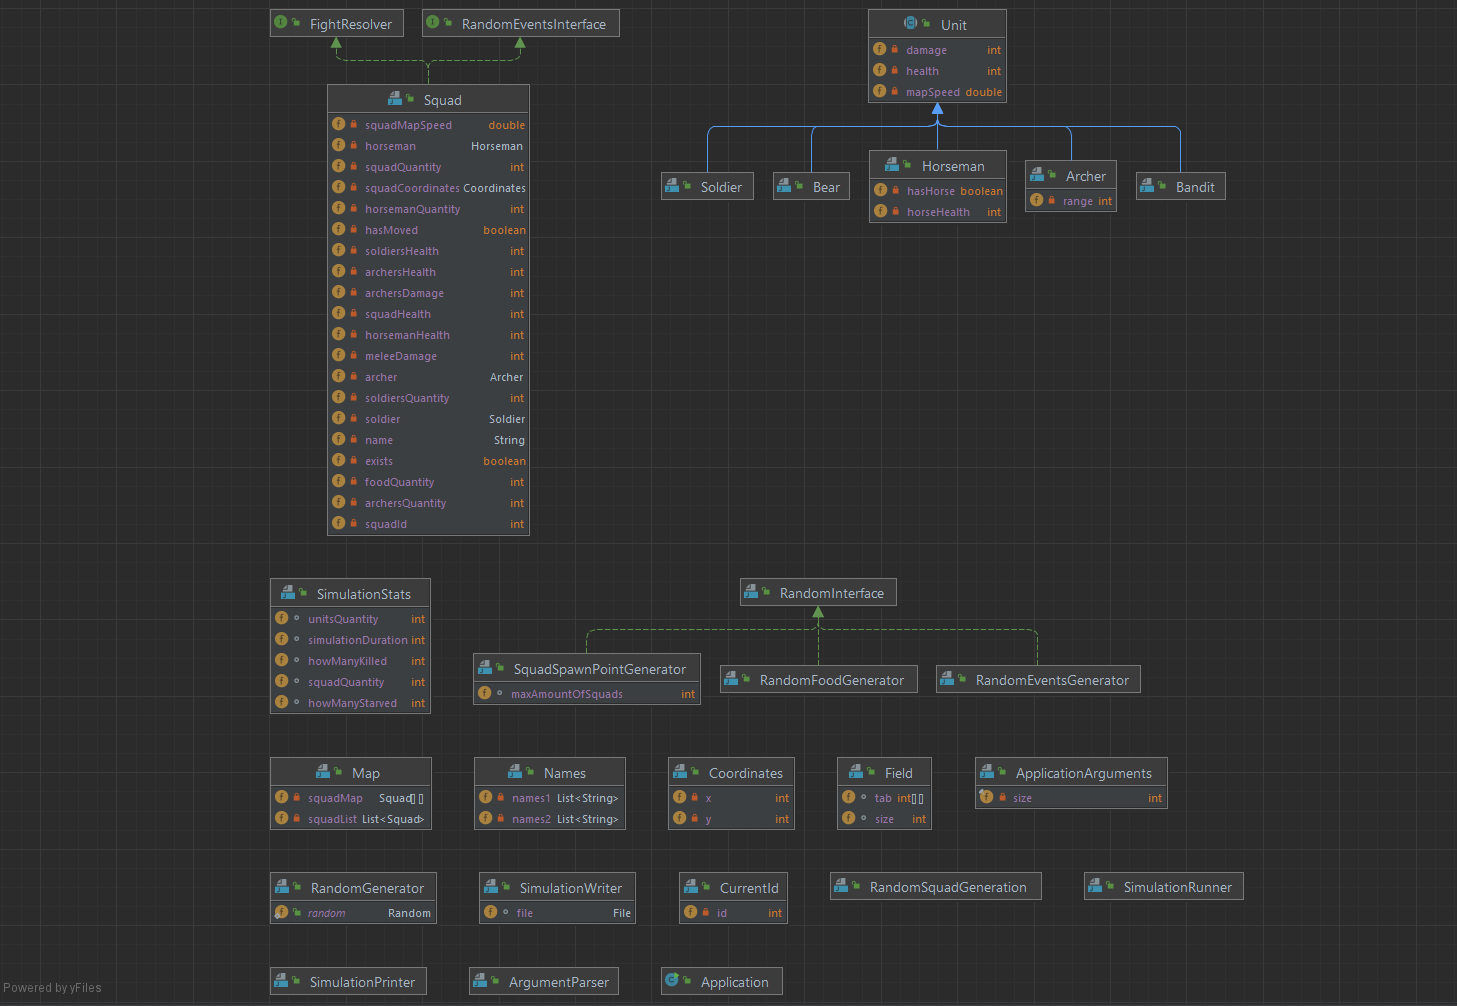 FightResolver
RandomEventsInterface
Squad
squadMapSpeed double
horseman Horseman
squadQuantity int
squadCoordinates Coordinates
horsemanQuantity int
hasMoved boolean
soldiersHealth int
archersHealth int
archersDamage int
squadHealth int
horsemanHealth int
meleeDamage int
archer Archer
soldiersQuantity int
soldier Soldier
name String
exists boolean
foodQuantity int
archersQuantity int
squadId int
Unit
damage int
health int
mapSpeed double
Soldier
Bear
Horseman
hasHorse boolean
horseHealth int
Archer
range int
Bandit
SimulationStats
unitsQuantity int
simulationDuration int
howManyKilled int
squadQuantity int
howManyStarved int
RandomInterface
SquadSpawnPointGenerator
maxAmountOfSquads int
RandomFoodGenerator
RandomEventsGenerator
Map
squadMap Squad[][]
squadList List<Squad>
Names
names1 List<String>
names2 List<String>
Coordinates
x int
y int
Field
tab int[][]
size int
ApplicationArguments
size int
RandomGenerator
random Random
SimulationWriter
file File
CurrentId
id int
RandomSquadGeneration
SimulationRunner
SimulationPrinter
ArgumentParser
Application
Powered by yFiles